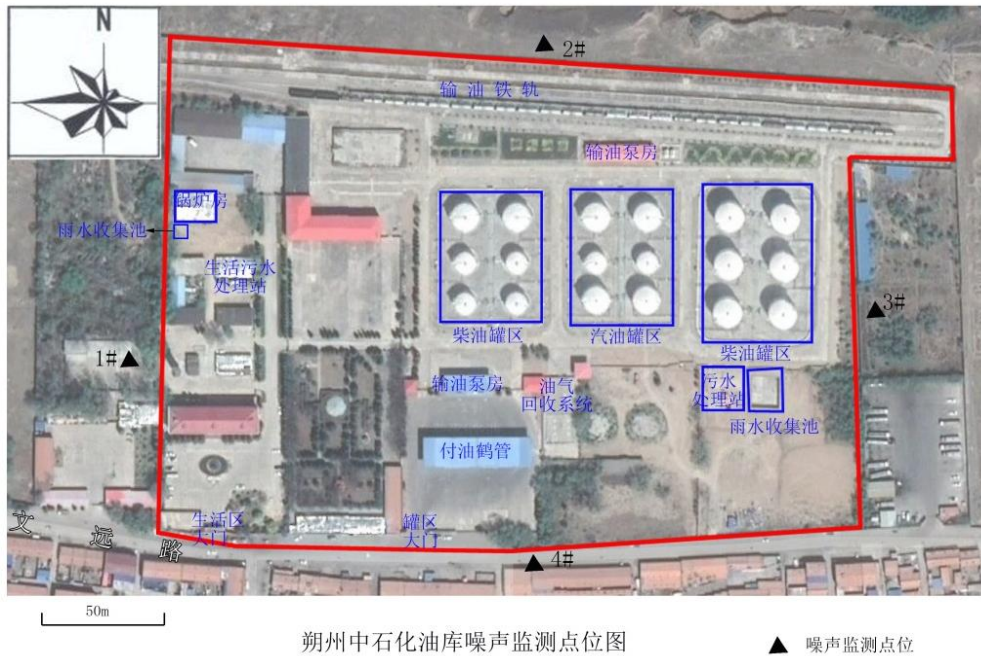 N
2#
输油铁轨
输油泵房
锅炉房
雨水收集池
生活污水
处理站
3#
柴油罐区
汽油罐区
柴油罐区
1#
输油泵房
油气
回收系统
污水
处理站
雨水收集池
付油鹤管
文远路
生活区
大门
罐区
大门
4#
50m
朔州中石化油库噪声监测点位图
噪声监测点位